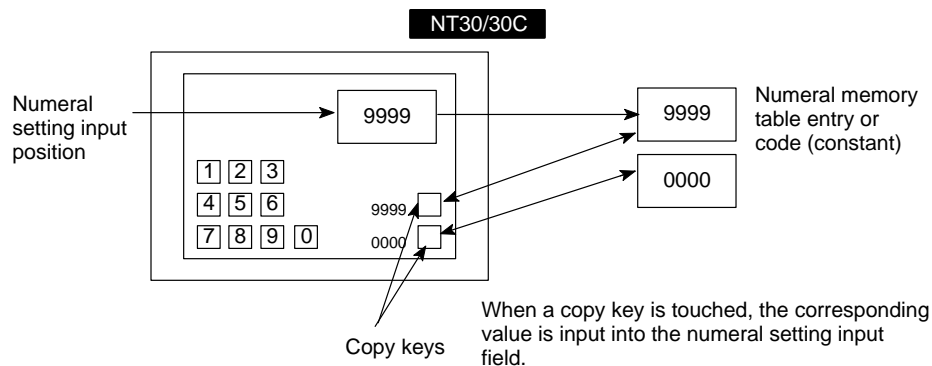 NT30/30C
Numeral
setting input
position
9999
9999
Numeral memory
table entry or
code (constant)
0000
1 2 3
4 5 6
7 8 9 0
9999
0000
Copy keys
When a copy key is touched, the corresponding
value is input into the numeral setting input
field.